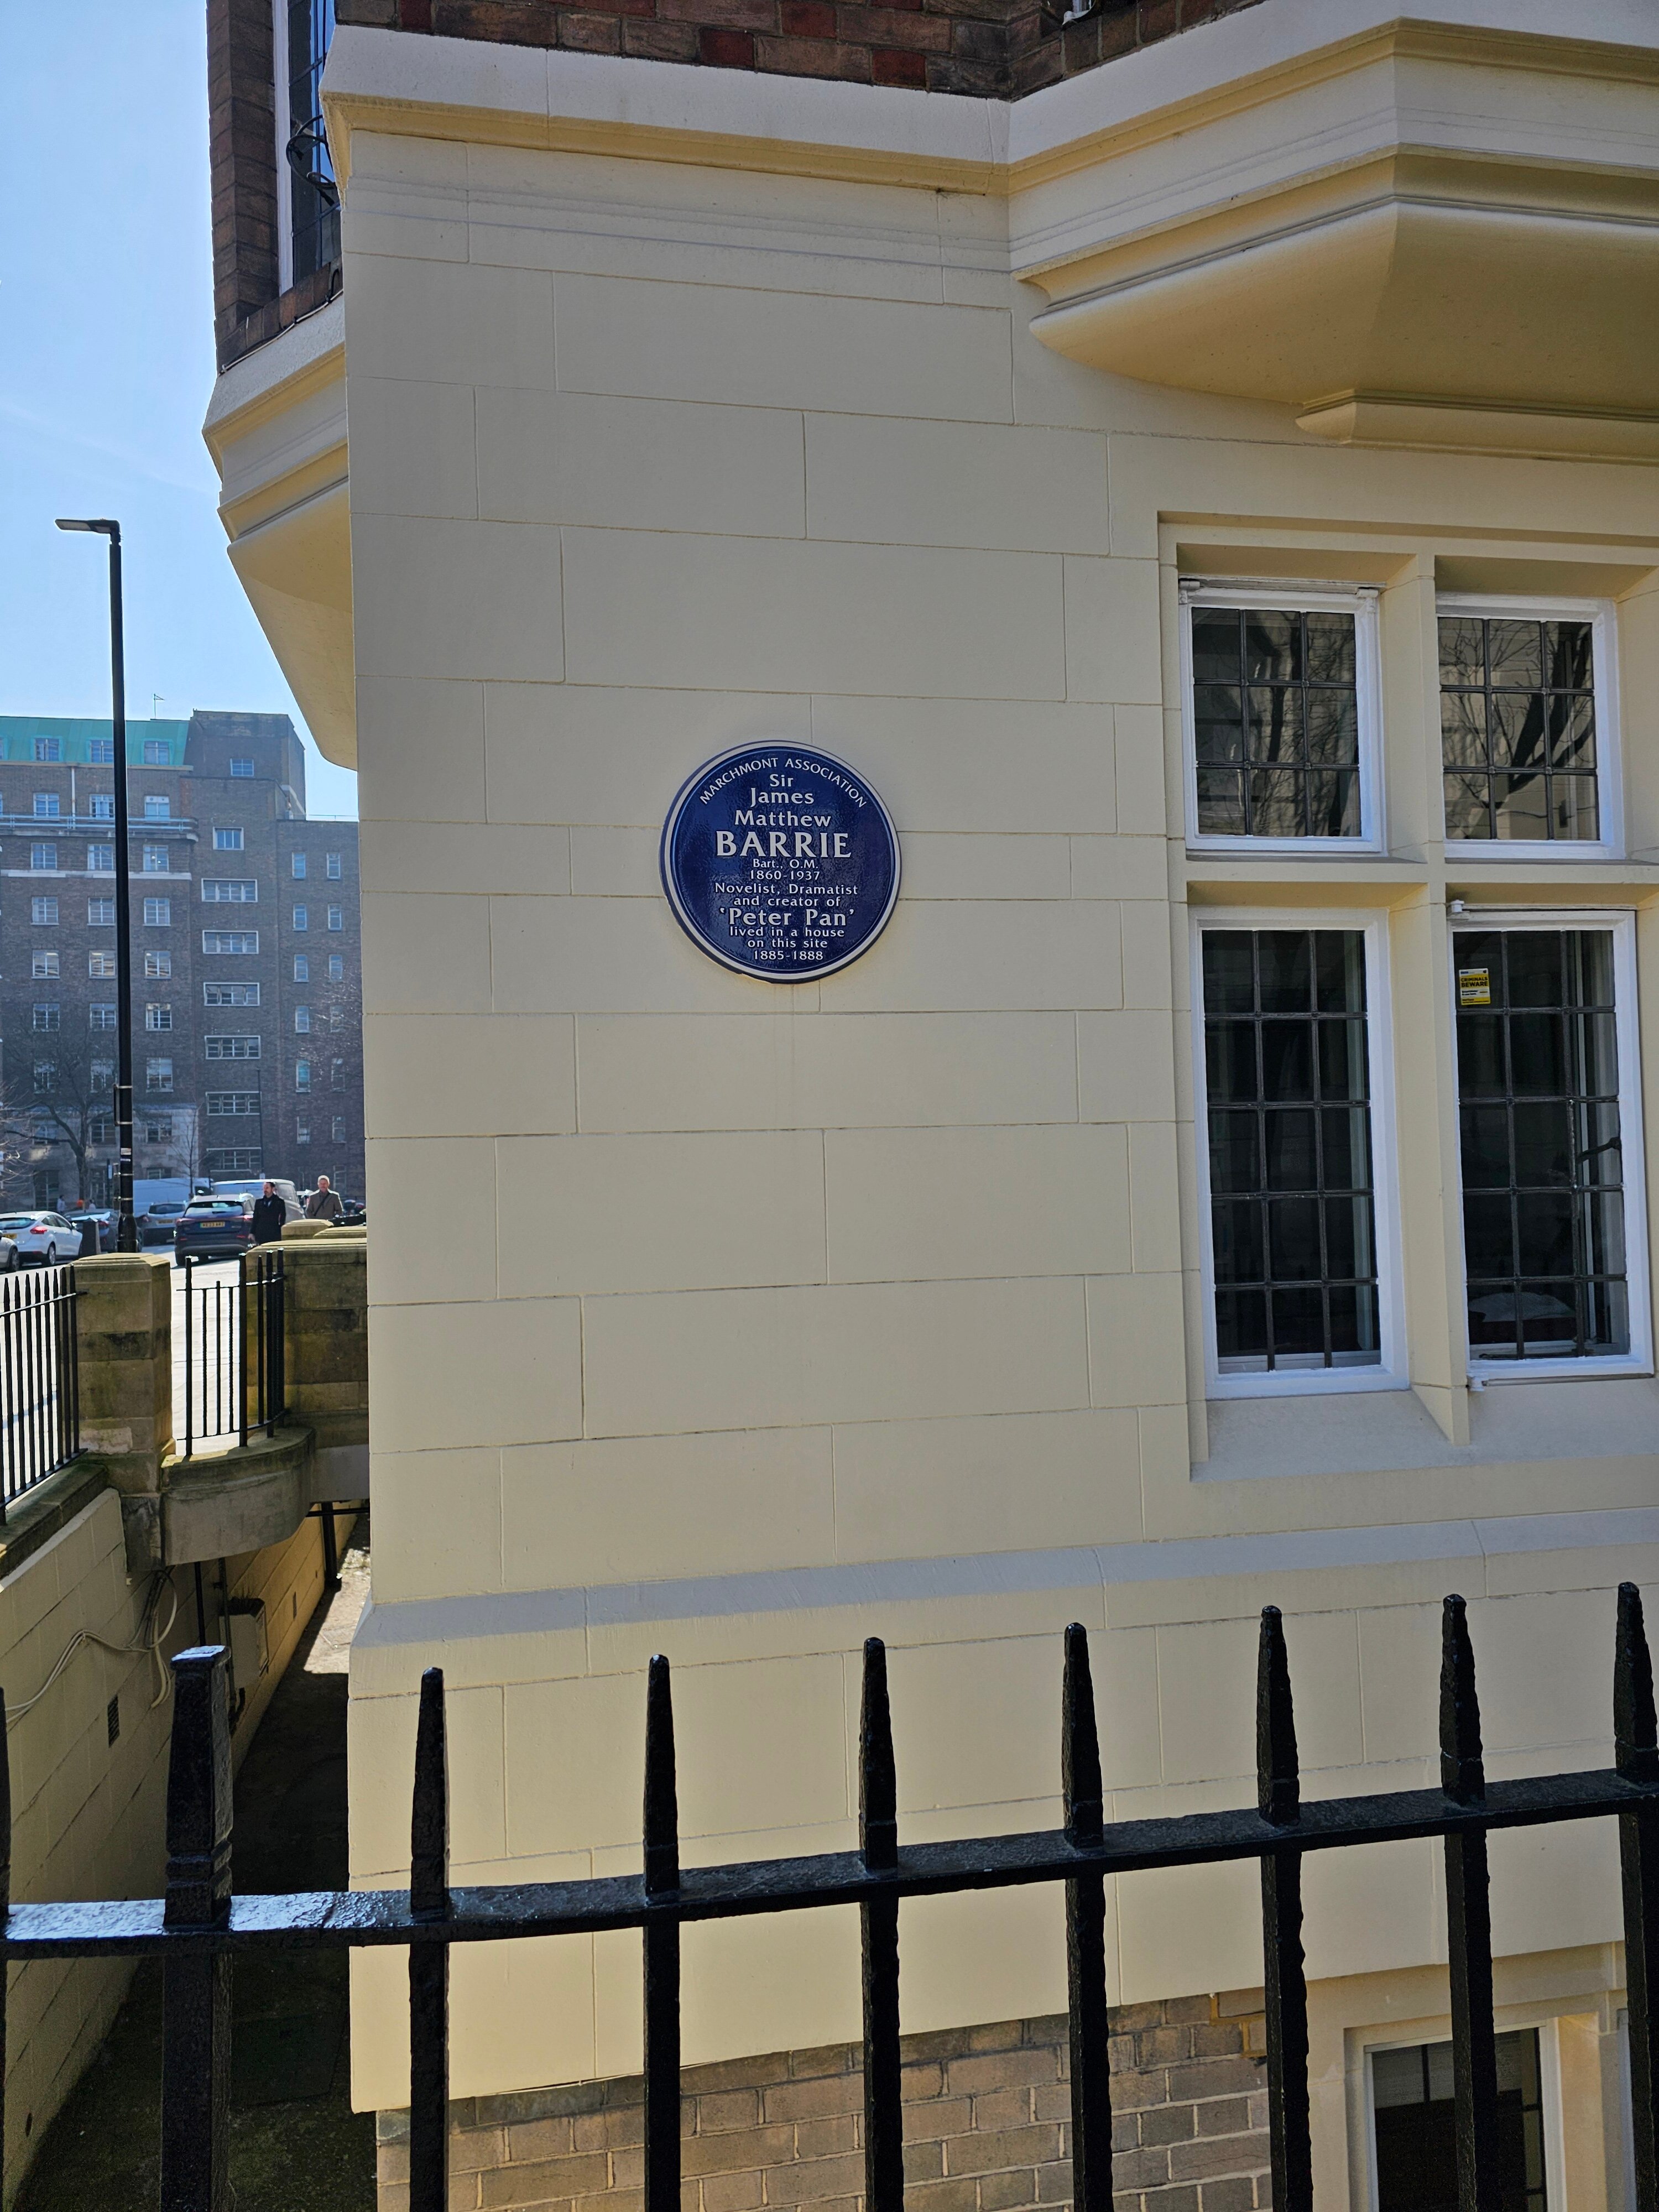 MARCHMONT ASSOCIATION
Sir
James
Matthew
BARRIE
Bart., O.M.
1860-1937
Novelist, Dramatist
and creator of
'Peter Pan'
lived in a house
on this site
1885-1888
CRIMINALS
BEWARE